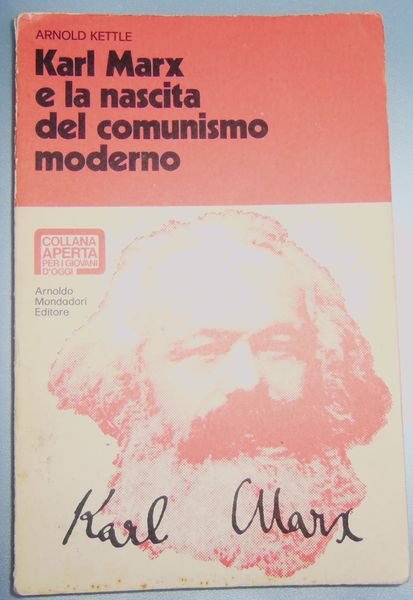 ARNOLD KETTLE
Karl Marx
e la nascita
del comunismo
moderno
COLLANA
APERTA
PER I GIOVANI
D'OGGI
Arnoldo
Mondadori
Editore
Karl Marx